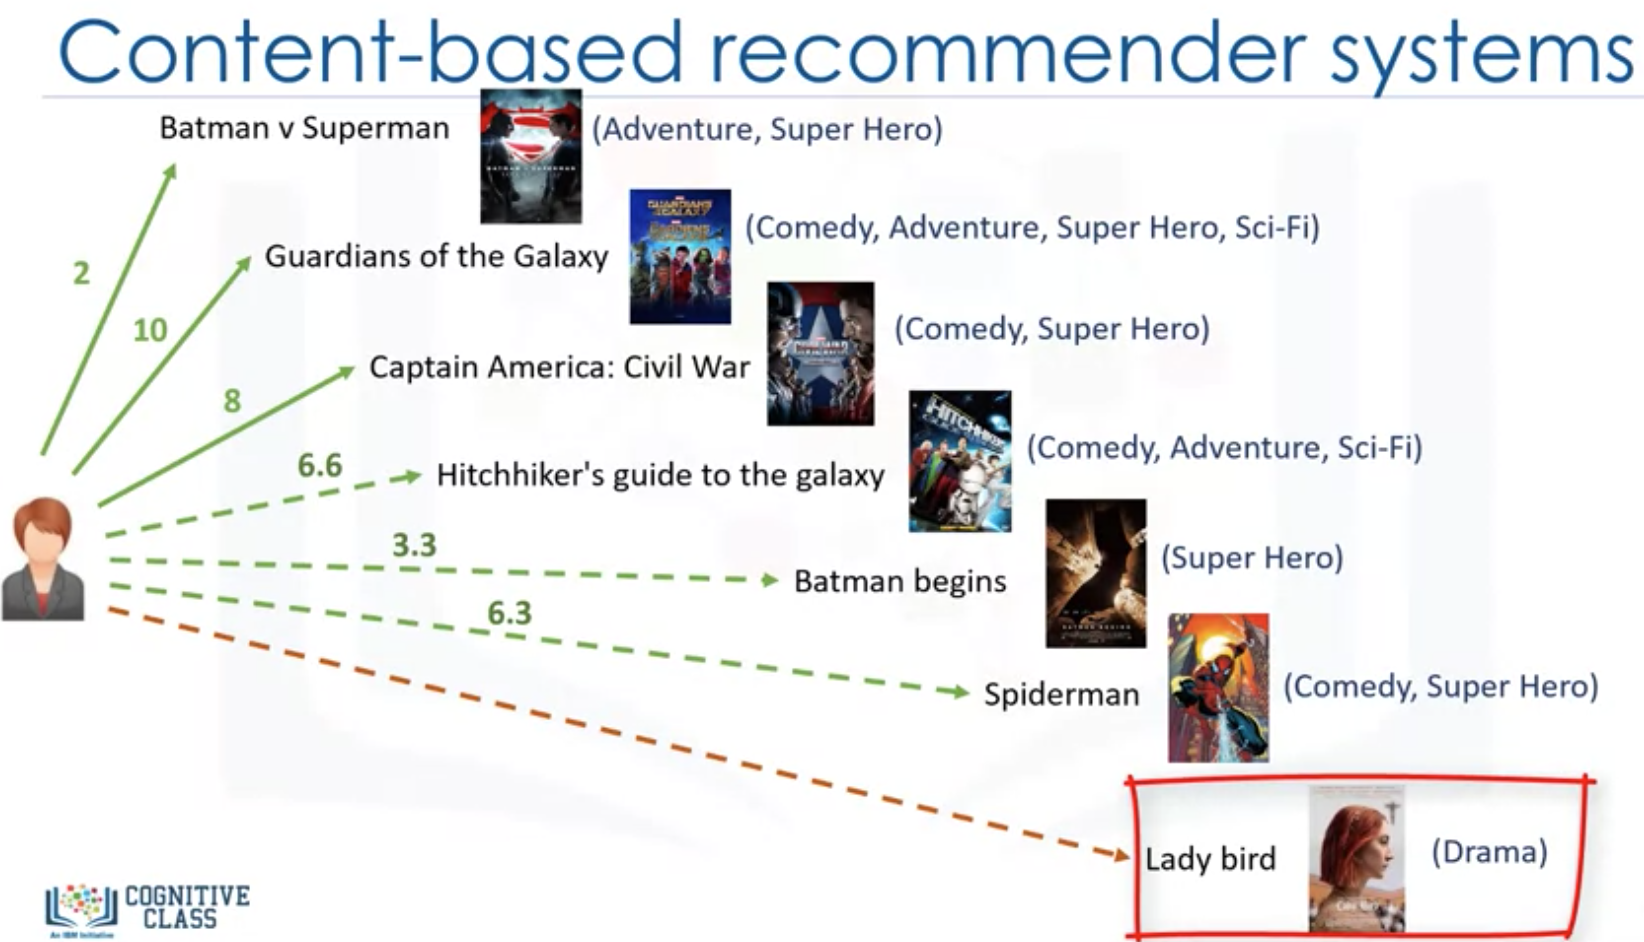 Content-based recommender systems
Batman v Superman
(Adventure, Super Hero)
Guardians of the Galaxy
(Comedy, Adventure, Super Hero, Sci-Fi)
2
10
Captain America: Civil War
(Comedy, Super Hero)
8
6.6
Hitchhiker's guide to the galaxy
(Comedy, Adventure, Sci-Fi)
3.3
Batman begins
(Super Hero)
6.3
Spiderman
(Comedy, Super Hero)
Lady bird
(Drama)
COGNITIVE
CLASS
An IBM Initiative